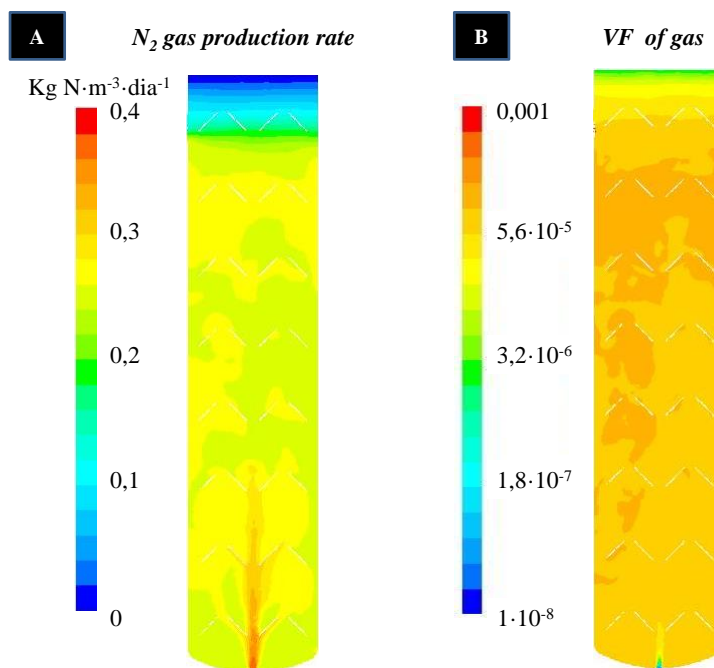 A
N₂ gas production rate
B
VF of gas
Kg N·m⁻³·dia⁻¹
0,4
0,3
0,2
0,1
0
0,001
5,6·10⁻⁵
3,2·10⁻⁶
1,8·10⁻⁷
1·10⁻⁸